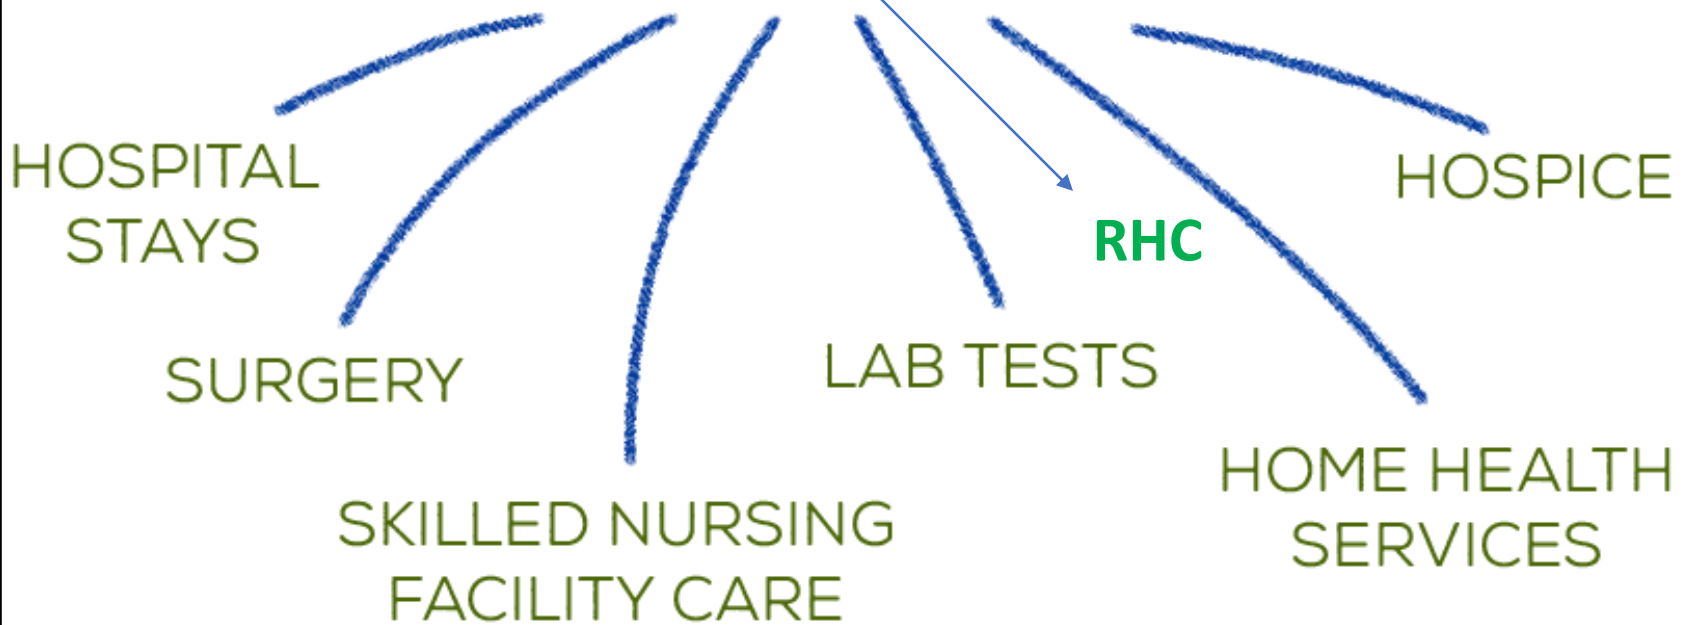 HOSPITAL
STAYS
HOSPICE
RHC
SURGERY
LAB TESTS
HOME HEALTH
SERVICES
SKILLED NURSING
FACILITY CARE